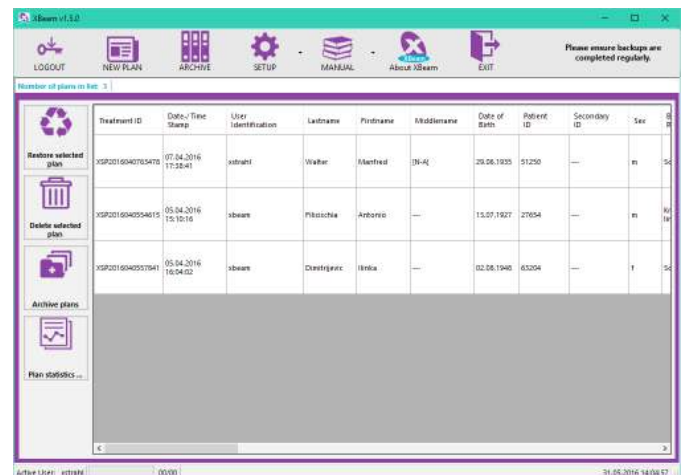 XBeam v1.5.0
LOGOUT
NEW PLAN
ARCHIVE
SETUP
MANUAL
XBeam
About XBeam
EXIT
Please ensure backups are
completed regularly.
Number of plans in list: 3
Restore selected
plan
Delete selected
plan
Archive plans
Plan statistics ...
Treatment ID
Date-/ Time
Stamp
User
Identification
Lastname
Firstname
Middlename
Date of
Birth
Patient
ID
Secondary
ID
Sex
XSP2016040763478
07.04.2016
17:38:41
xstrahl
Walter
Manfred
[N-A]
29.06.1935
51250
—
m
XSP2016040554615
05.04.2016
15:10:16
xbeam
Antonio
—
15.07.1927
27654
—
m
XSP2016040557641
05.04.2016
16:04:02
xbeam
Dimitrijevic
Ilinka
—
02.08.1946
63204
—
f
Active User: xstrahl
00/00
31-05-2016 14:04:57